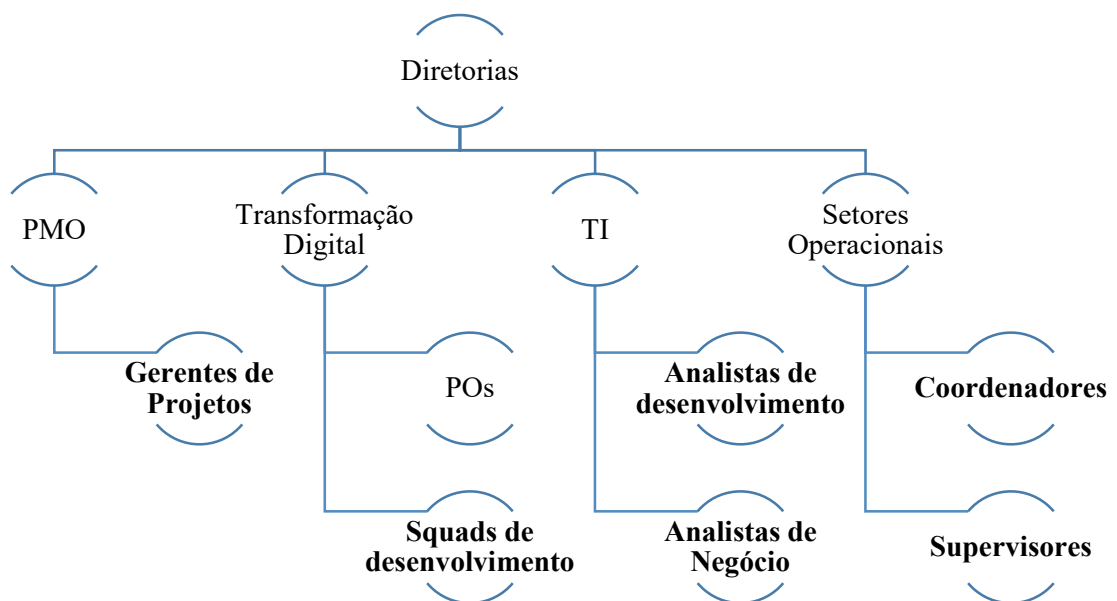 Diretorias
PMO
Transformação
Digital
TI
Setores
Operacionais
Gerentes de
Projetos
POs
Analistas de
desenvolvimento
Coordenadores
Squads de
desenvolvimento
Analistas de
Negócio
Supervisores